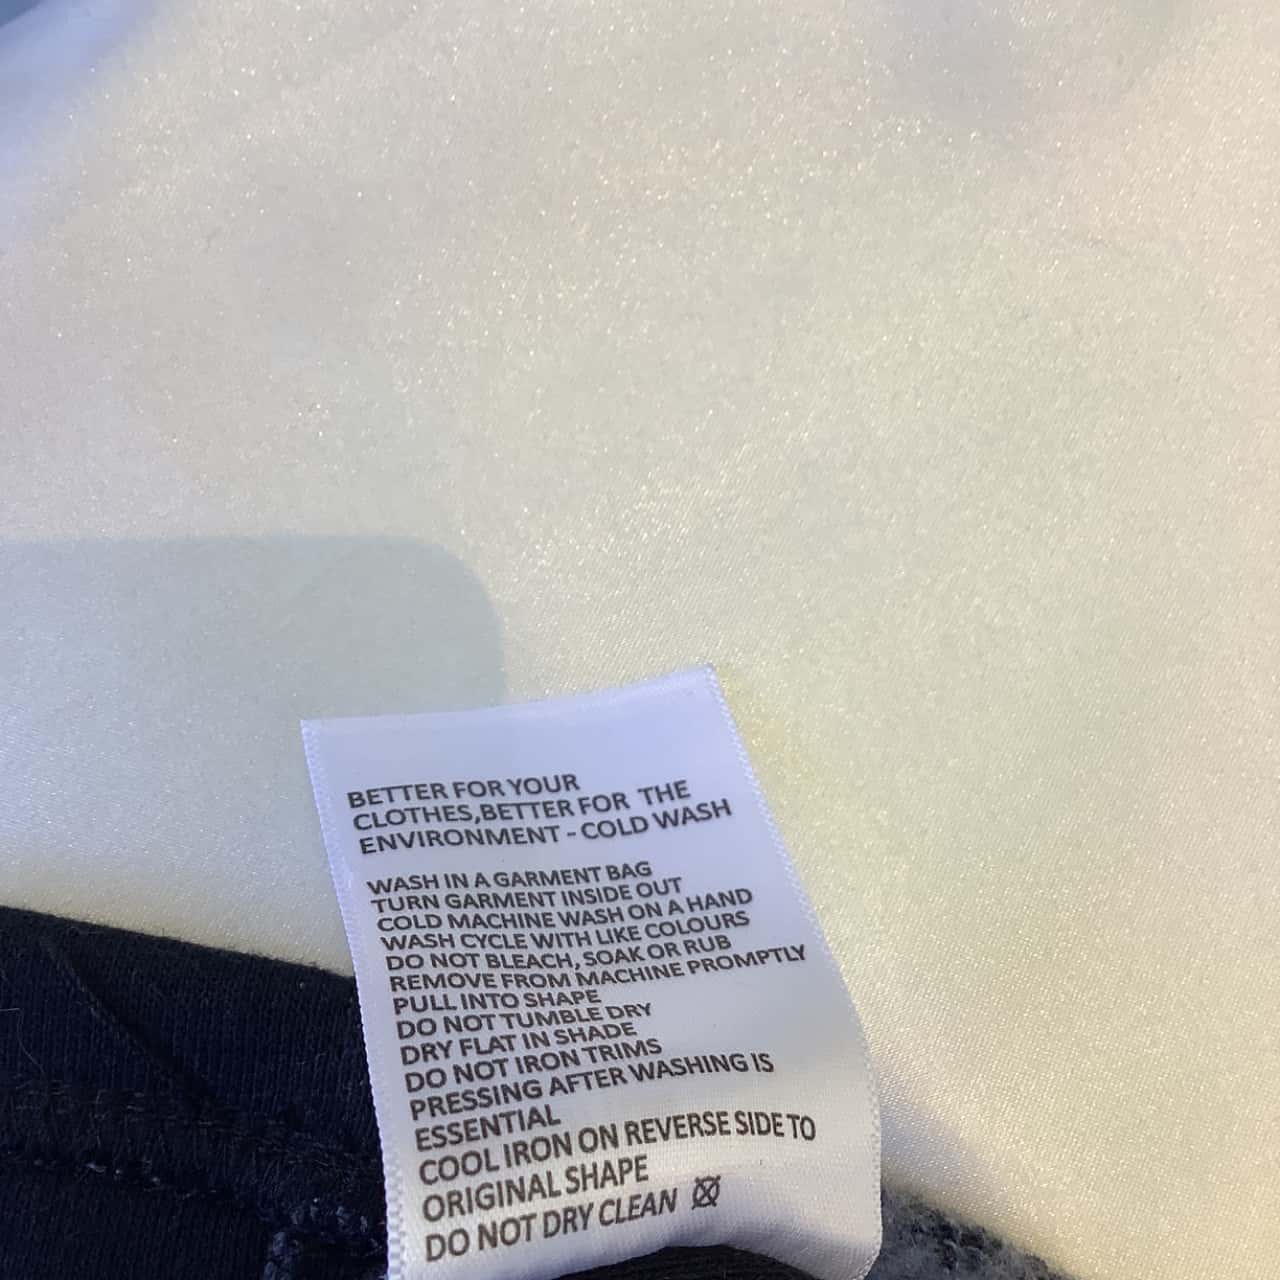 BETTER FOR YOUR
CLOTHES,BETTER FOR THE
ENVIRONMENT - COLD WASH
WASH IN A GARMENT BAG
TURN GARMENT INSIDE OUT
COLD MACHINE WASH ON A HAND
WASH CYCLE WITH LIKE COLOURS
DO NOT BLEACH, SOAK OR RUB
REMOVE FROM MACHINE PROMPTLY
PULL INTO SHAPE
DO NOT TUMBLE DRY
DRY FLAT IN SHADE
DO NOT IRON TRIMS
PRESSING AFTER WASHING IS
ESSENTIAL
COOL IRON ON REVERSE SIDE TO
ORIGINAL SHAPE
DO NOT DRY CLEAN